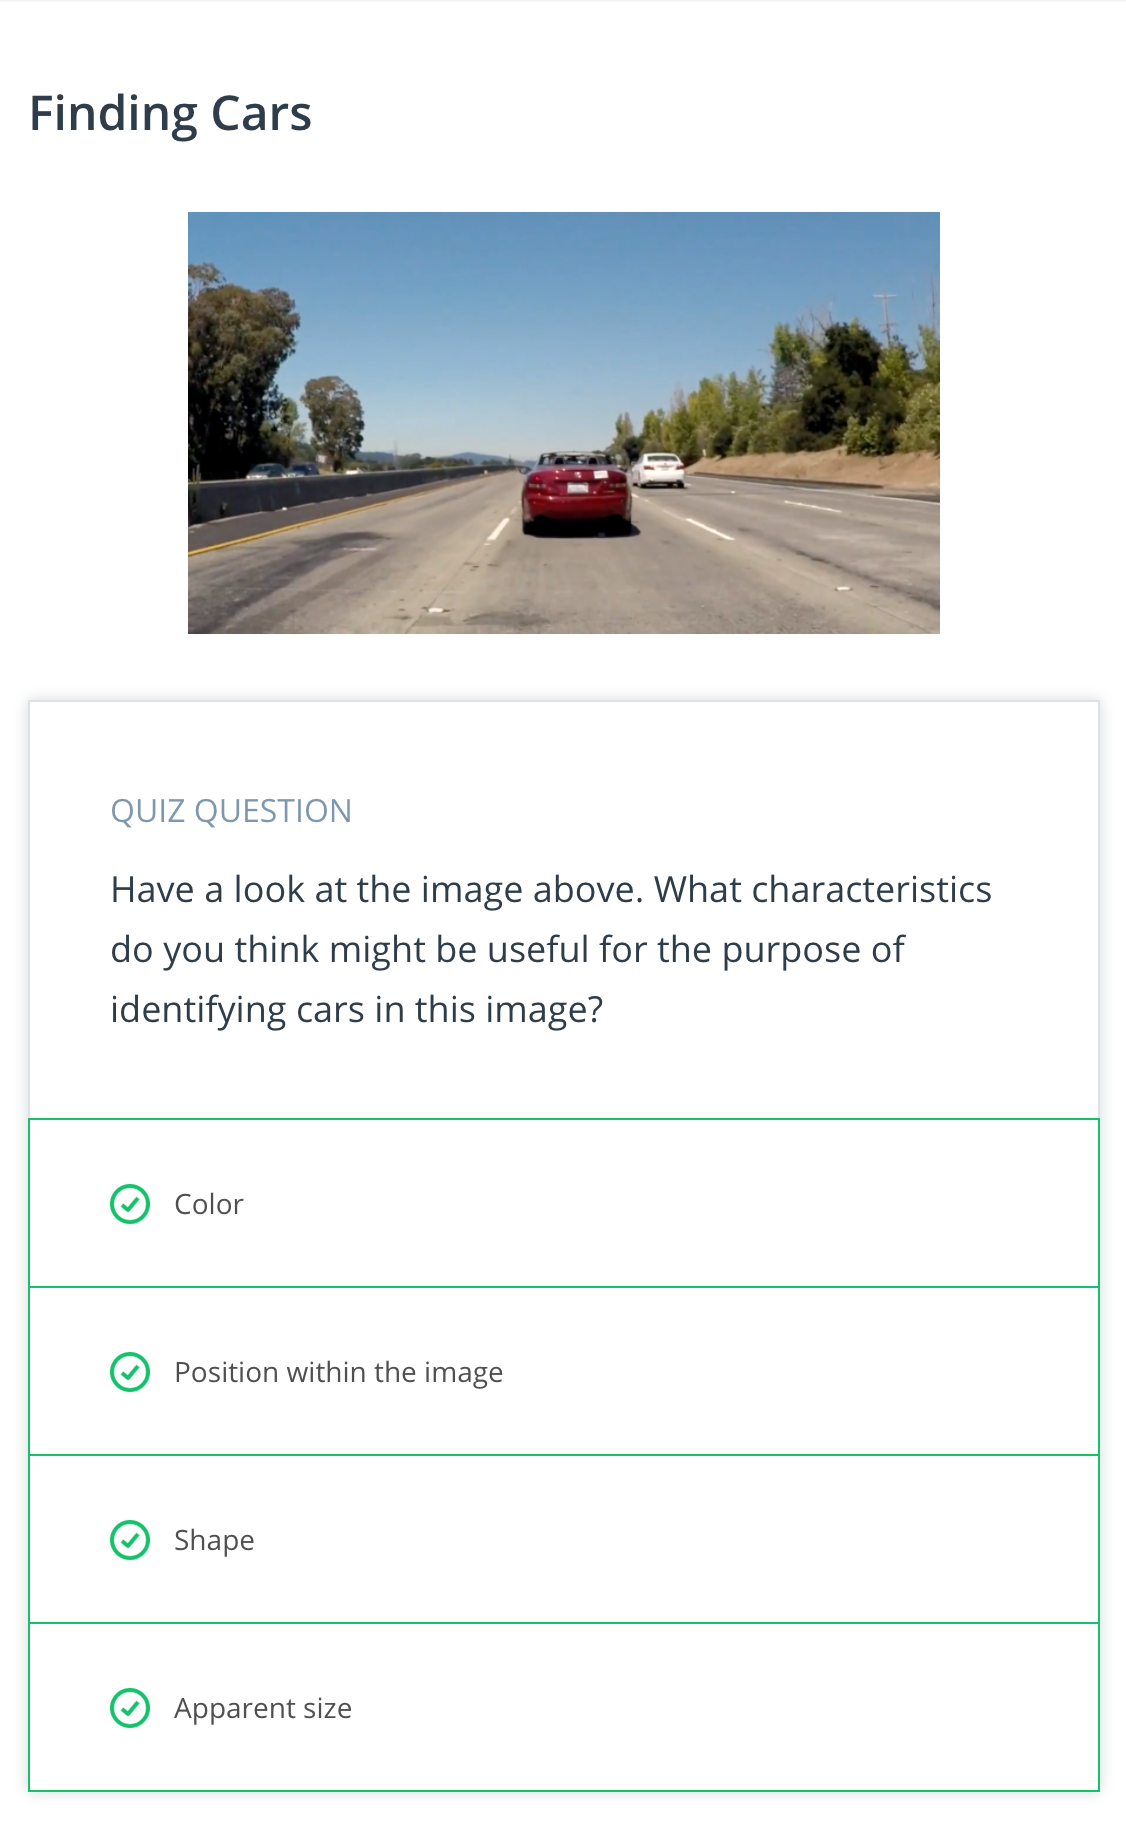 Finding Cars
QUIZ QUESTION
Have a look at the image above. What characteristics
do you think might be useful for the purpose of
identifying cars in this image?
Color
Position within the image
Shape
Apparent size